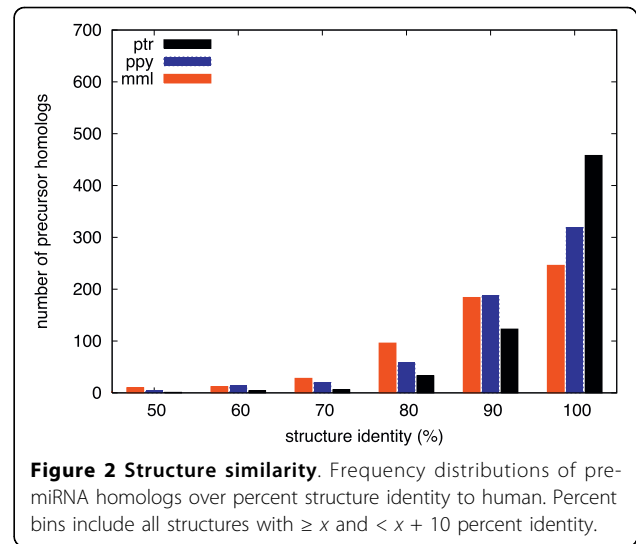 700
600
500
400
300
200
100
0
number of precursor homologs
ptr
ppy
mml
50 60 70 80 90 100
structure identity (%)
Figure 2 Structure similarity. Frequency distributions of pre-
miRNA homologs over percent structure identity to human. Percent
bins include all structures with ≥ x and < x + 10 percent identity.